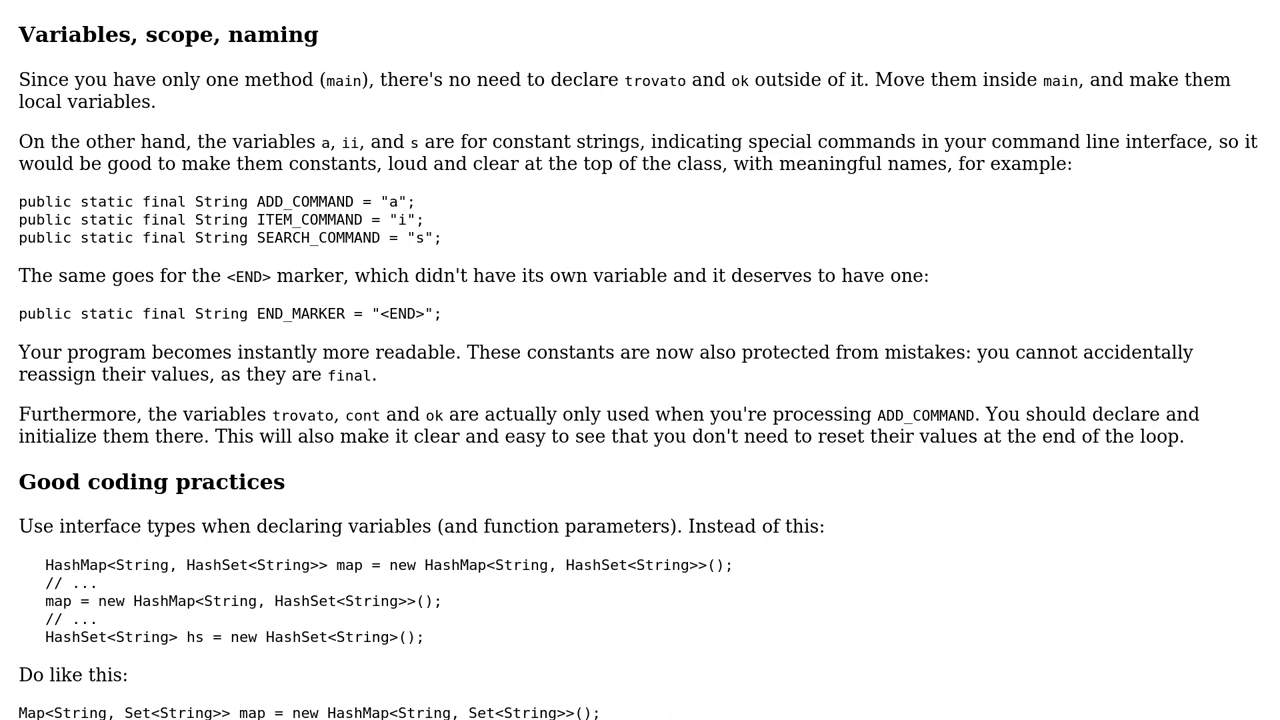 Variables, scope, naming
Since you have only one method (main), there's no need to declare trovato and ok outside of it. Move them inside main, and make them
local variables.
On the other hand, the variables a, ii, and s are for constant strings, indicating special commands in your command line interface, so it
would be good to make them constants, loud and clear at the top of the class, with meaningful names, for example:
public static final String ADD_COMMAND = "a";
public static final String ITEM_COMMAND = "i";
public static final String SEARCH_COMMAND = "s";
The same goes for the <END> marker, which didn't have its own variable and it deserves to have one:
public static final String END_MARKER = "<END>";
Your program becomes instantly more readable. These constants are now also protected from mistakes: you cannot accidentally
reassign their values, as they are final.
Furthermore, the variables trovato, cont and ok are actually only used when you're processing ADD_COMMAND. You should declare and
initialize them there. This will also make it clear and easy to see that you don't need to reset their values at the end of the loop.
Good coding practices
Use interface types when declaring variables (and function parameters). Instead of this:
HashMap<String, HashSet<String>> map = new HashMap<String, HashSet<String>>();
// ...
map = new HashMap<String, HashSet<String>>();
// ...
HashSet<String> hs = new HashSet<String>();
Do like this:
Map<String, Set<String>> map = new HashMap<String, Set<String>>();